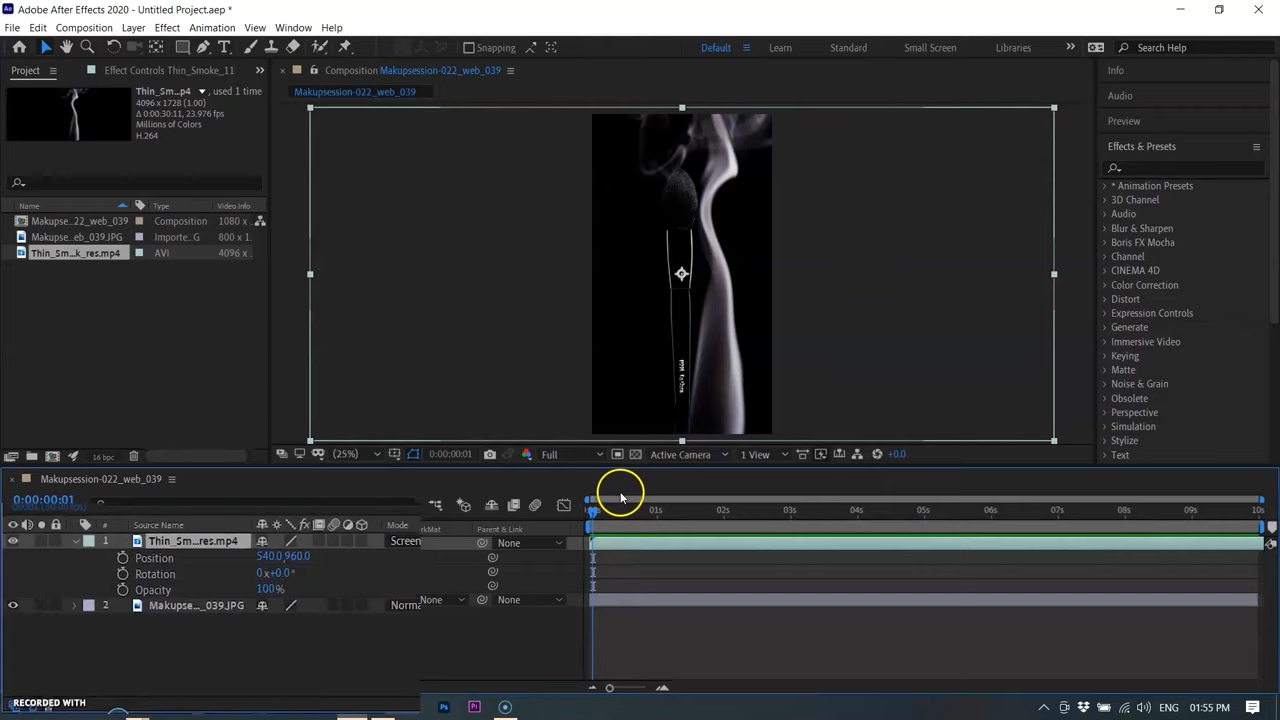 Adobe After Effects 2020 - Untitled Project.aep *
File Edit Composition Layer Effect Animation View Window Help
Snapping
Default
Learn
Standard
Small Screen
Libraries
Search Help
Project
Effect Controls Thin_Smoke_11
Composition Makupsession-022_web_039
Info
Makupsession-022_web_039
Thin_Sm...p4 , used 1 time
4096 x 1728 (1.00)
Δ 0:00:30:11, 23.976 fps
Millions of Colors
H.264
Audio
Preview
Effects & Presets
Name Type Video Info
Makupse...22_web_039 Composition 1080 x
Makupse...eb_039.JPG Importe...G 800 x 1
Thin_Sm...k_res.mp4 AVI 4096 x
* Animation Presets
3D Channel
Audio
Blur & Sharpen
Boris FX Mocha
Channel
CINEMA 4D
Color Correction
Distort
Expression Controls
Generate
Immersive Video
Keying
Matte
Noise & Grain
Obsolete
Perspective
Simulation
Stylize
Text
16 bpc
(25%)
0:00:00:01
Full
Active Camera
1 View
+0.0
Makupsession-022_web_039
0:00:00:01
# Source Name Mode rkMat Parent & Link
01s 02s 03s 04s 05s 06s 07s 08s 09s 10s
1 Thin_Sm...res.mp4 Screen None
Position 540.0,960.0
Rotation 0x+0.0°
Opacity 100%
2 Makupse..._039.JPG Norma None None
RECORDED WITH
Ps Pr
01:55 PM